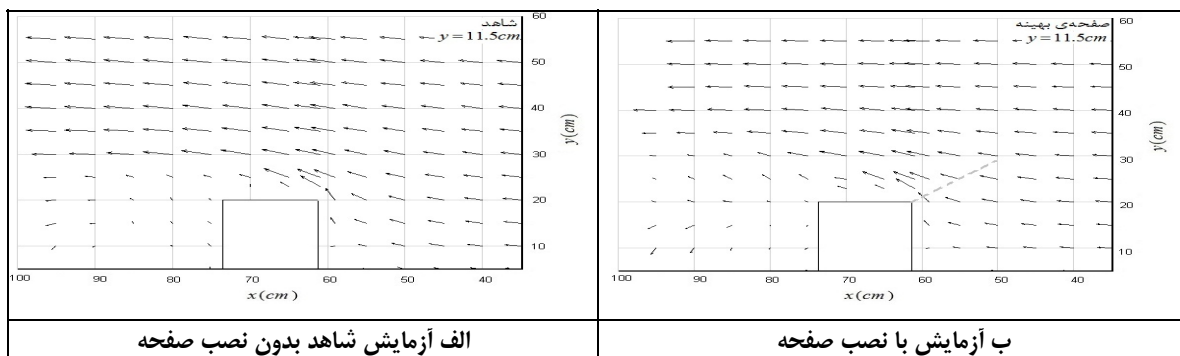 شاهد
y = 11.5cm
60
50
40
30
20
10
y(cm)
100 90 80 70 60 50 40
x(cm)
الف آزمایش شاهد بدون نصب صفحه
صفحه‌ی بهینه
y = 11.5cm
60
50
40
30
20
10
y(cm)
100 90 80 70 60 50 40
x(cm)
ب آزمایش با نصب صفحه